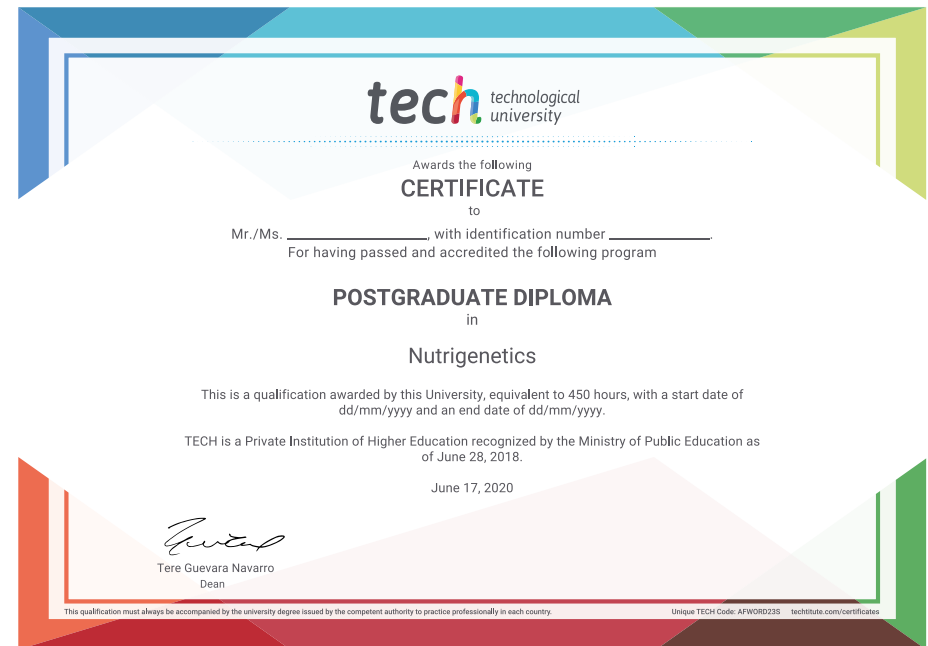 tech technological
university
Awards the following
CERTIFICATE
to
Mr./Ms. ____________________, with identification number ______________.
For having passed and accredited the following program
POSTGRADUATE DIPLOMA
in
Nutrigenetics
This is a qualification awarded by this University, equivalent to 450 hours, with a start date of
dd/mm/yyyy and an end date of dd/mm/yyyy.
TECH is a Private Institution of Higher Education recognized by the Ministry of Public Education as
of June 28, 2018.
June 17, 2020
Tere Guevara Navarro
Dean
This qualification must always be accompanied by the university degree issued by the competent authority to practice professionally in each country.
Unique TECH Code: AFWORD23S techtitute.com/certificates